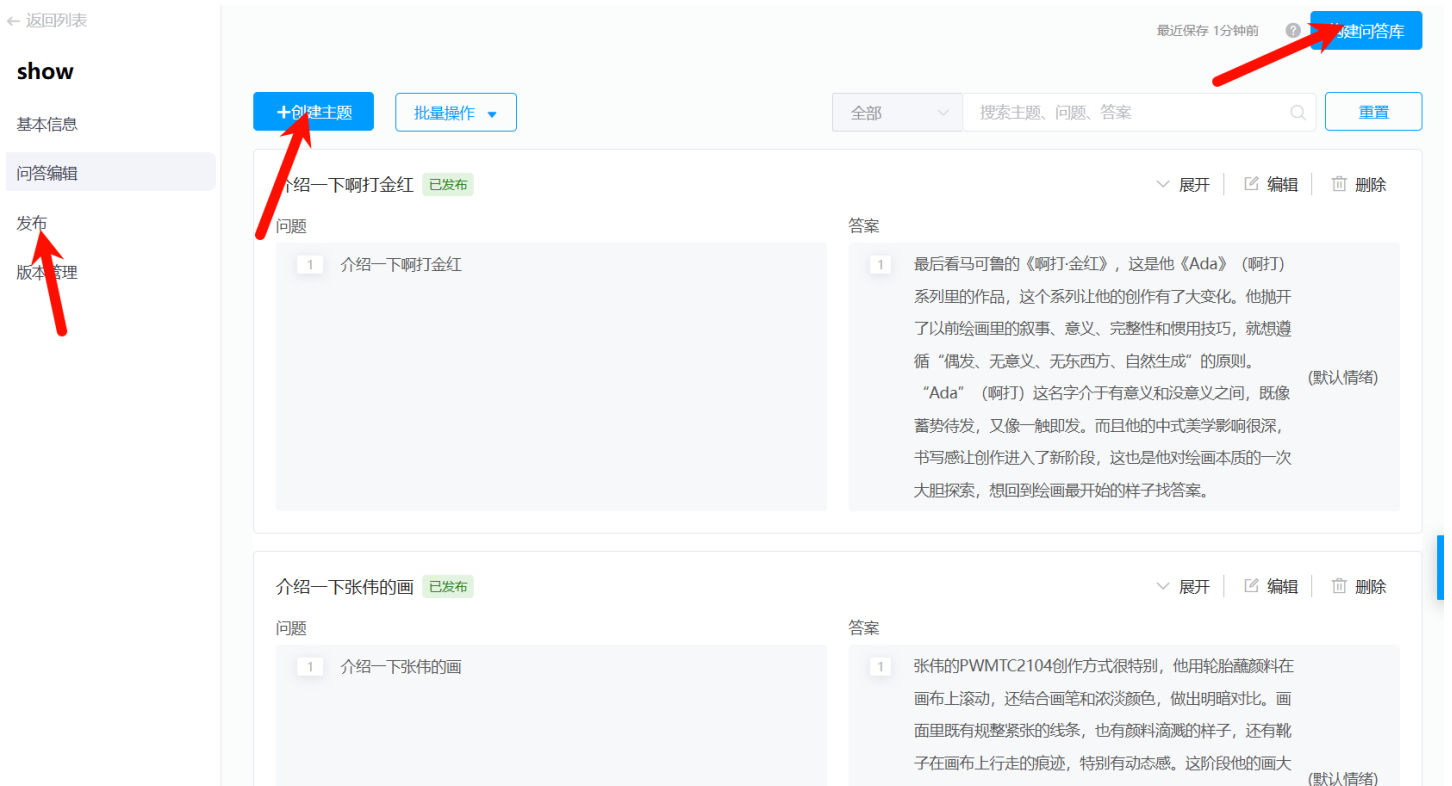 ← 返回列表
最近保存 1分钟前
建问答库
show
+创建主题
批量操作
全部
搜索主题、问题、答案
重置
基本信息
问答编辑
介绍一下啊打金红 已发布
展开
编辑
删除
发布
问题
答案
1 介绍一下啊打金红
1 最后看马可鲁的《啊打·金红》，这是他《Ada》（啊打）
版本管理
系列里的作品，这个系列让他的创作有了大变化。他抛开
了以前绘画里的叙事、意义、完整性和惯用技巧，就想遵
循“偶发、无意义、无东西方、自然生成”的原则。
“Ada”（啊打）这名字介于有意义和没意义之间，既像
蓄势待发，又像一触即发。而且他的中式美学影响很深，
书写感让创作进入了新阶段，这也是他对绘画本质的一次
大胆探索，想回到绘画最开始的样子找答案。
(默认情绪)
介绍一下张伟的画 已发布
展开
编辑
删除
问题
答案
1 介绍一下张伟的画
1 张伟的PWMTC2104创作方式很特别，他用轮胎蘸颜料在
画布上滚动，还结合画笔和浓淡颜色，做出明暗对比。画
面里既有规整紧张的线条，也有颜料滴溅的样子，还有靴
子在画布上行走的痕迹，特别有动态感。这阶段他的画大
(默认情绪)